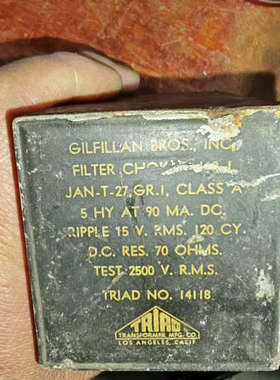 GILFILLAN BROS., INC.
FILTER CHOKE
JAN-T-27, GR. 1, CLASS A
5 HY AT 90 MA. DC.
RIPPLE 15 V. RMS. 120 CY.
D.C. RES. 70 OHMS.
TEST 2500 V. R.M.S.
TRIAD NO. 14118
TRIAD
TRANSFORMER MFG. CO.
LOS ANGELES, CALIF.